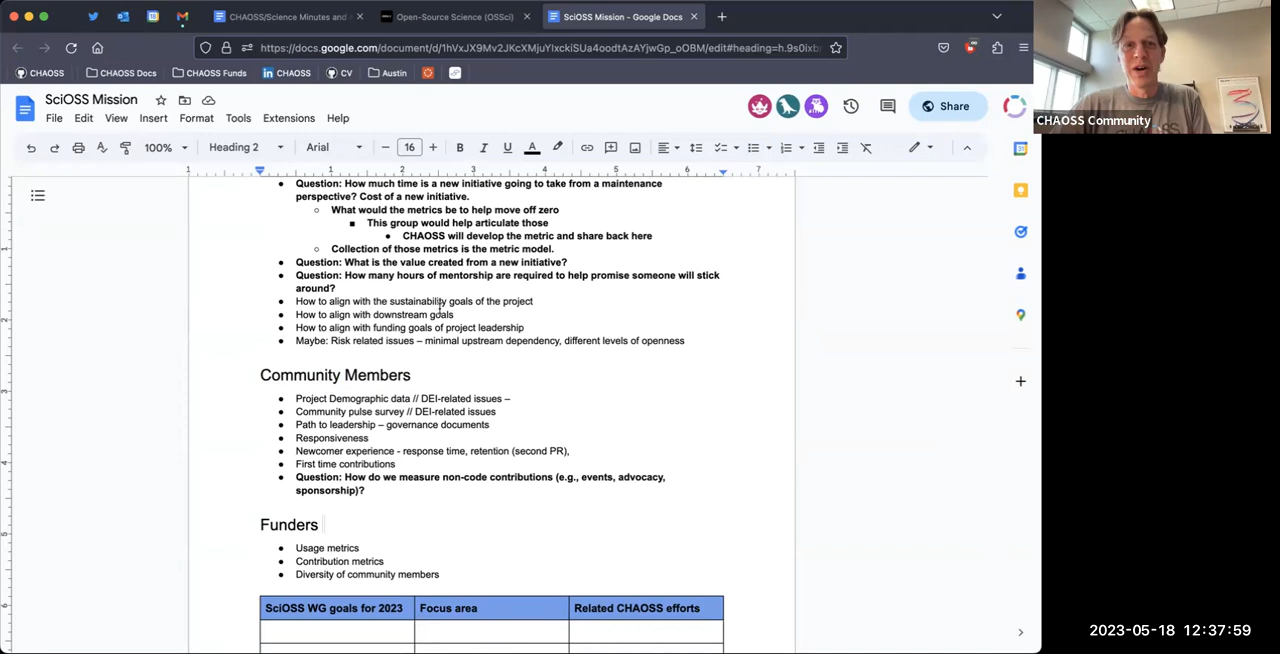 CHAOSS/Science Minutes and A
Open-Source Science (OSSci)
SciOSS Mission - Google Docs
https://docs.google.com/document/d/1hVxJX9Mv2JKcXMjuYlxckiSUa4oodtAzAYjwGp_oOBM/edit#heading=h.9s0ixb
CHAOSS
CHAOSS Docs
CHAOSS Funds
CHAOSS
CV
Austin
SciOSS Mission
File Edit View Insert Format Tools Extensions Help
Share
100% Heading 2 Arial 16
1 1 2 3 4 5 6 7
Question: How much time is a new initiative going to take from a maintenance
perspective? Cost of a new initiative.
What would the metrics be to help move off zero
This group would help articulate those
CHAOSS will develop the metric and share back here
Collection of those metrics is the metric model.
Question: What is the value created from a new initiative?
Question: How many hours of mentorship are required to help promise someone will stick
around?
How to align with the sustainability goals of the project
How to align with downstream goals
How to align with funding goals of project leadership
Maybe: Risk related issues – minimal upstream dependency, different levels of openness
Community Members
Project Demographic data // DEI-related issues –
Community pulse survey // DEI-related issues
Path to leadership – governance documents
Responsiveness
Newcomer experience - response time, retention (second PR),
First time contributions
Question: How do we measure non-code contributions (e.g., events, advocacy,
sponsorship)?
Funders
Usage metrics
Contribution metrics
Diversity of community members
SciOSS WG goals for 2023 Focus area Related CHAOSS efforts
CHAOSS Community
2023-05-18 12:37:59